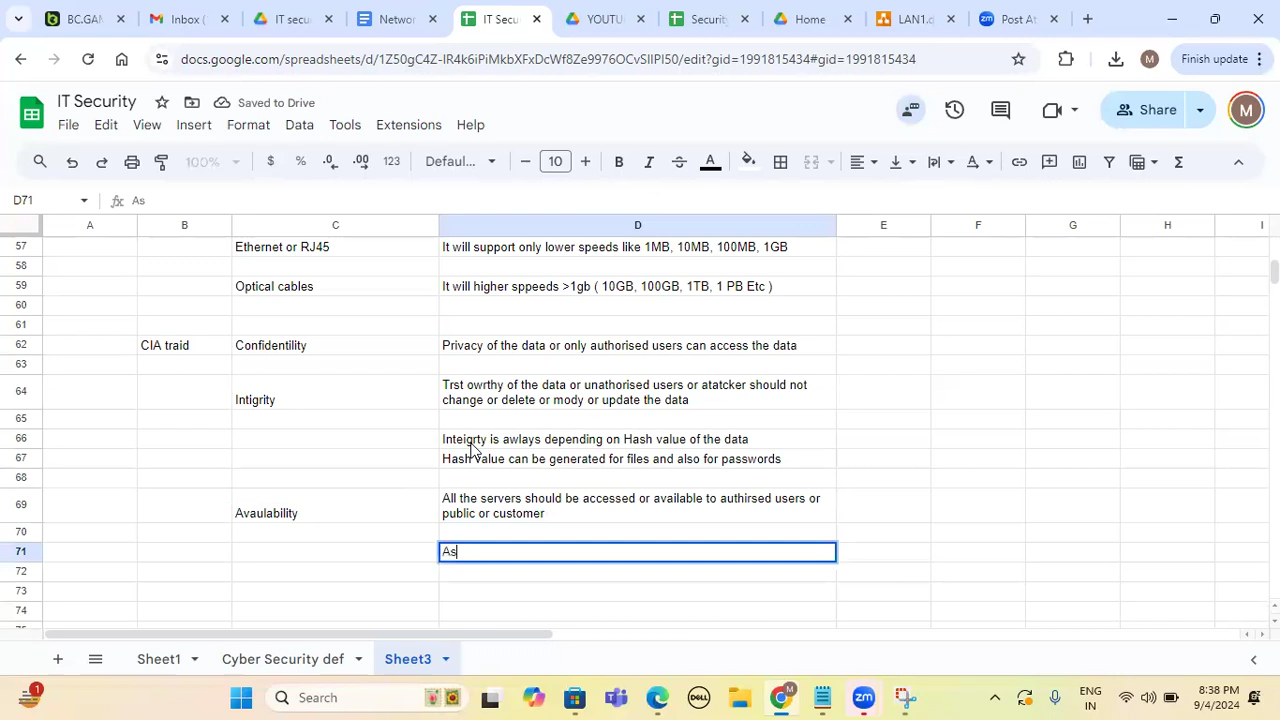 BC.GA
Inbox
IT secu
Networ
IT Secu
YOUTU
Security
Home
LAN1.q
Post At
docs.google.com/spreadsheets/d/1Z50gC4Z-IR4k6iPiMkbXFxDcWf8Ze9976OCvSIIPI50/edit?gid=1991815434#gid=1991815434
M
Finish update
IT Security
Saved to Drive
Share
M
File Edit View Insert Format Data Tools Extensions Help
100% $ % .0 .00 123 Defaul... 10 B I A
D71 fx As
A B C D E F G H I
57 Ethernet or RJ45 It will support only lower speeds like 1MB, 10MB, 100MB, 1GB
58
59 Optical cables It will higher sppeeds >1gb ( 10GB, 100GB, 1TB, 1 PB Etc )
60
61
62 CIA traid Confidentility Privacy of the data or only authorised users can access the data
63
Trst owrthy of the data or unathorised users or atatcker should not
64 Intigrity change or delete or mody or update the data
65
66 Inteigrty is awlays depending on Hash value of the data
67 Hash value can be generated for files and also for passwords
68
All the servers should be accessed or available to authirsed users or
69 Avaulability public or customer
70
71 As
72
73
74
Sheet1 Cyber Security def Sheet3
1 Search DELL M zm ENG 8:38 PM
IN 9/4/2024